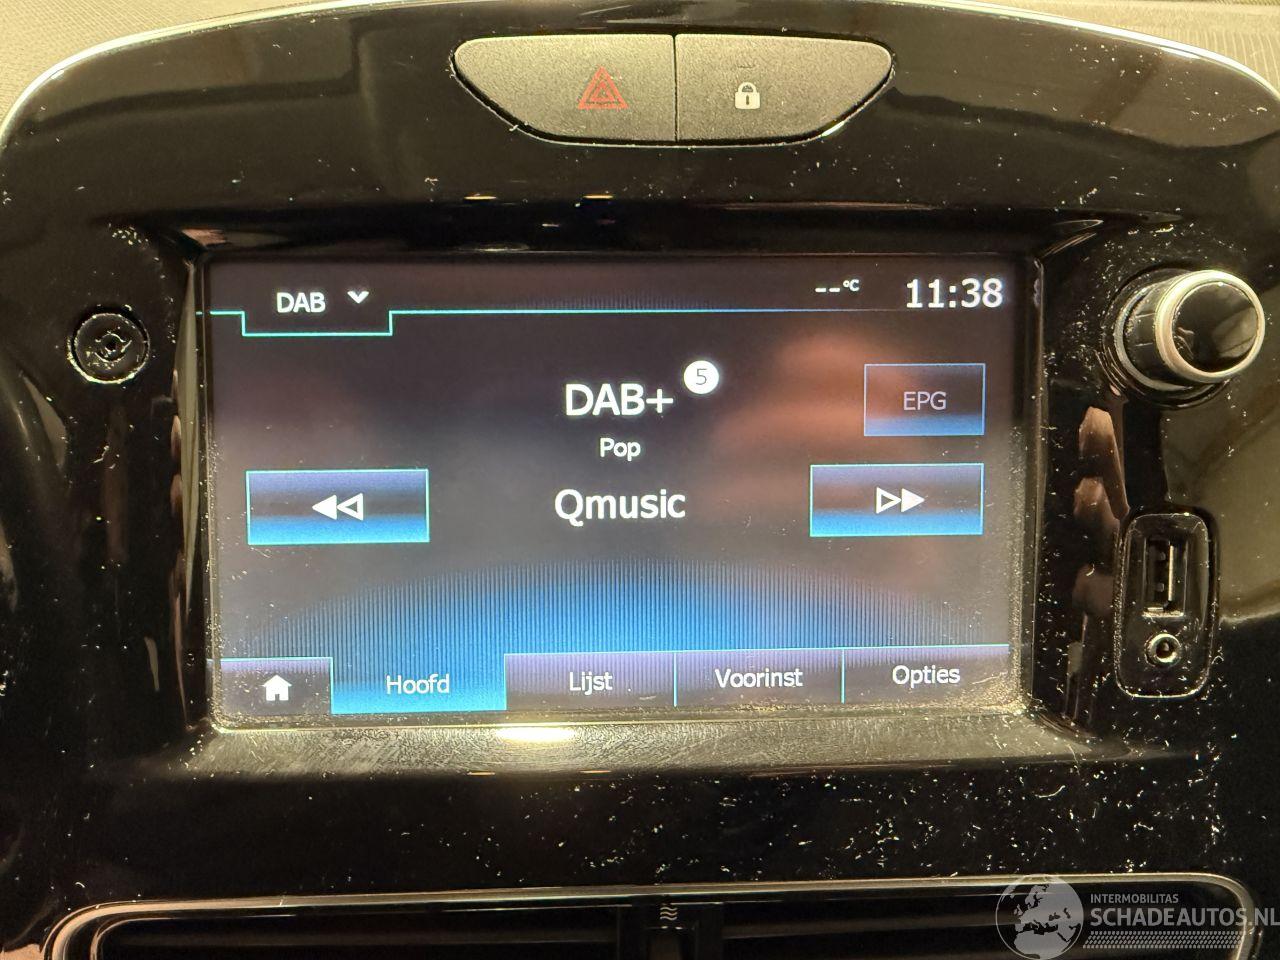 DAB
--°C
11:38
DAB+
5
EPG
Pop
Qmusic
Hoofd
Lijst
Voorinst
Opties
INTERMOBILITAS
SCHADEAUTOS.NL